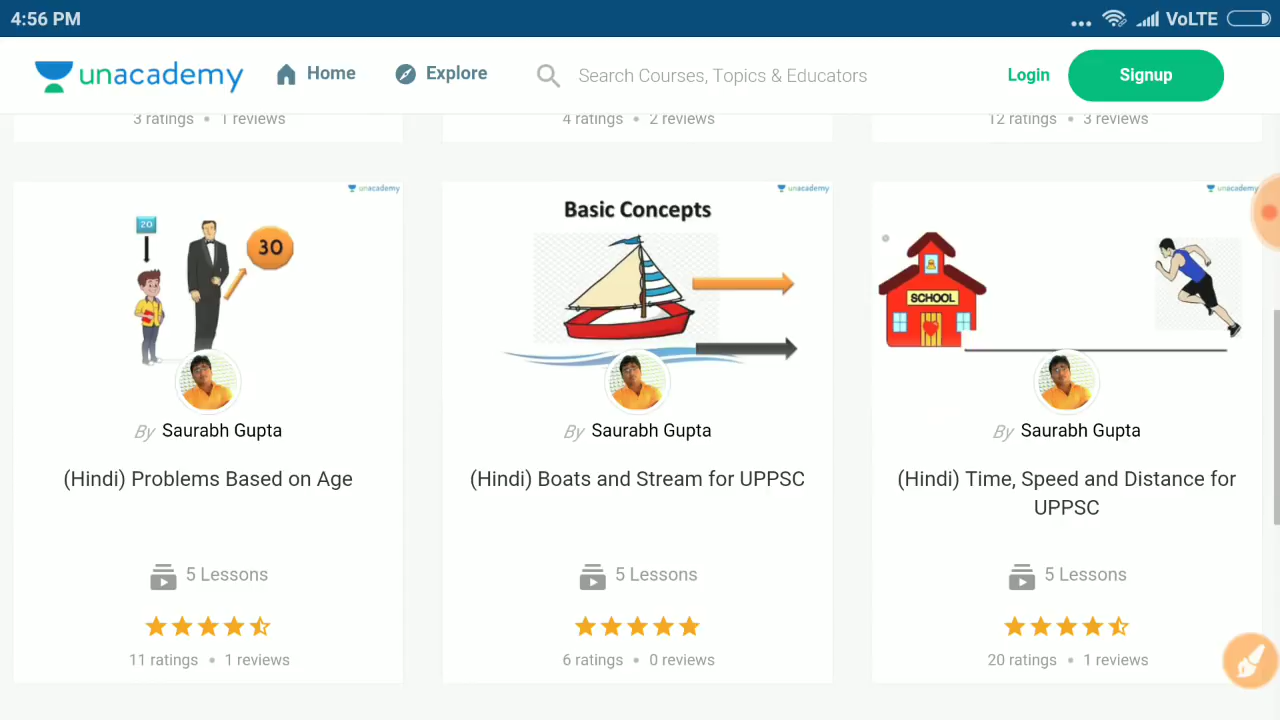 4:56 PM
... VoLTE
unacademy
Home
Explore
Search Courses, Topics & Educators
Login
Signup
3 ratings • 1 reviews
4 ratings • 2 reviews
12 ratings • 3 reviews
unacademy
20
30
By Saurabh Gupta
(Hindi) Problems Based on Age
5 Lessons
11 ratings • 1 reviews
unacademy
Basic Concepts
By Saurabh Gupta
(Hindi) Boats and Stream for UPPSC
5 Lessons
6 ratings • 0 reviews
unacademy
SCHOOL
By Saurabh Gupta
(Hindi) Time, Speed and Distance for
UPPSC
5 Lessons
20 ratings • 1 reviews